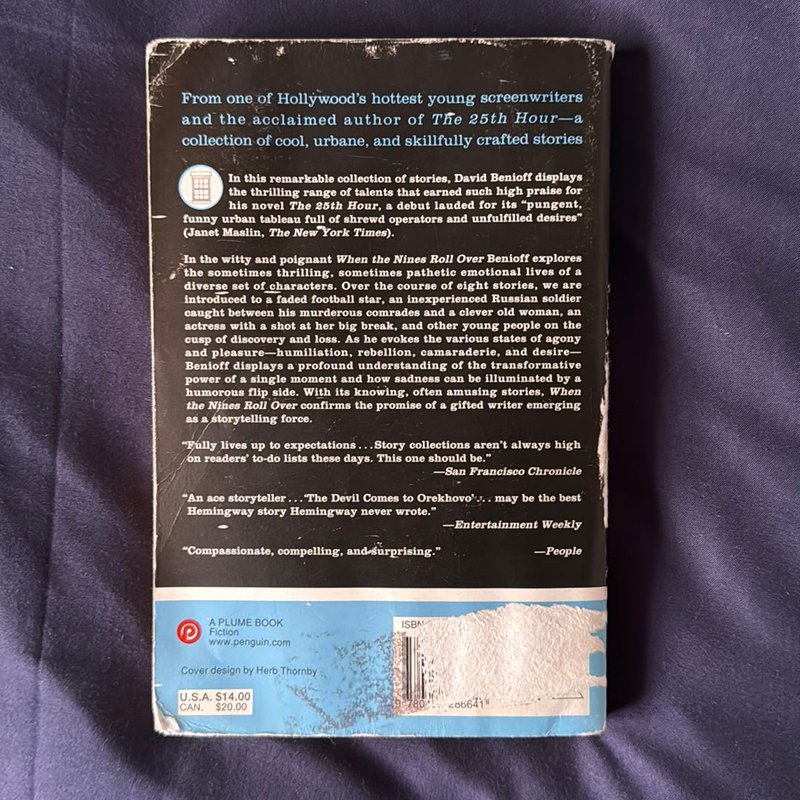 From one of Hollywood's hottest young screenwriters
and the acclaimed author of The 25th Hour—a
collection of cool, urbane, and skillfully crafted stories
In this remarkable collection of stories, David Benioff displays
the thrilling range of talents that earned such high praise for
his novel The 25th Hour, a debut lauded for its "pungent,
funny urban tableau full of shrewd operators and unfulfilled desires"
(Janet Maslin, The New York Times).
In the witty and poignant When the Nines Roll Over Benioff explores
the sometimes thrilling, sometimes pathetic emotional lives of a
diverse set of characters. Over the course of eight stories, we are
introduced to a faded football star, an inexperienced Russian soldier
caught between his murderous comrades and a clever old woman, an
actress with a shot at her big break, and other young people on the
cusp of discovery and loss. As he evokes the various states of agony
and pleasure—humiliation, rebellion, camaraderie, and desire—
Benioff displays a profound understanding of the transformative
power of a single moment and how sadness can be illuminated by a
humorous flip side. With its knowing, often amusing stories, When
the Nines Roll Over confirms the promise of a gifted writer emerging
as a storytelling force.
"Fully lives up to expectations...Story collections aren't always high
on readers' to-do lists these days. This one should be."
—San Francisco Chronicle
"An ace storyteller...'The Devil Comes to Orekhovo'... may be the best
Hemingway story Hemingway never wrote."
—Entertainment Weekly
"Compassionate, compelling, and surprising." —People
A PLUME BOOK
Fiction
www.penguin.com
Cover design by Herb Thornby
U.S.A. $14.00
CAN. $20.00
ISBN
9 780 286641